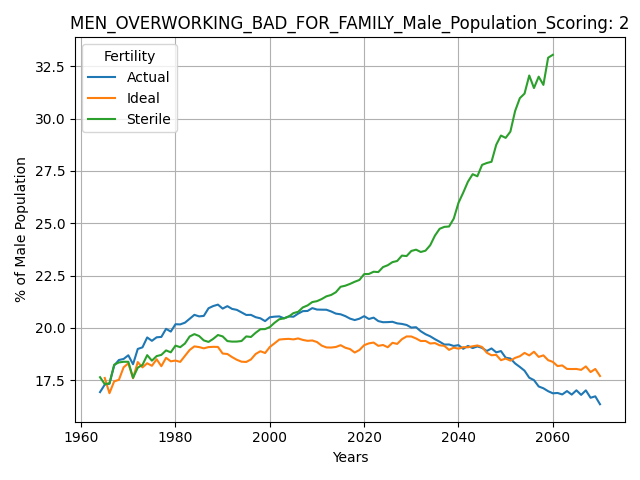 MEN_OVERWORKING_BAD_FOR_FAMILY_Male_Population_Scoring: 2
Fertility
Actual
Ideal
Sterile
% of Male Population
32.5
30.0
27.5
25.0
22.5
20.0
17.5
1960
1980
2000
2020
2040
2060
Years